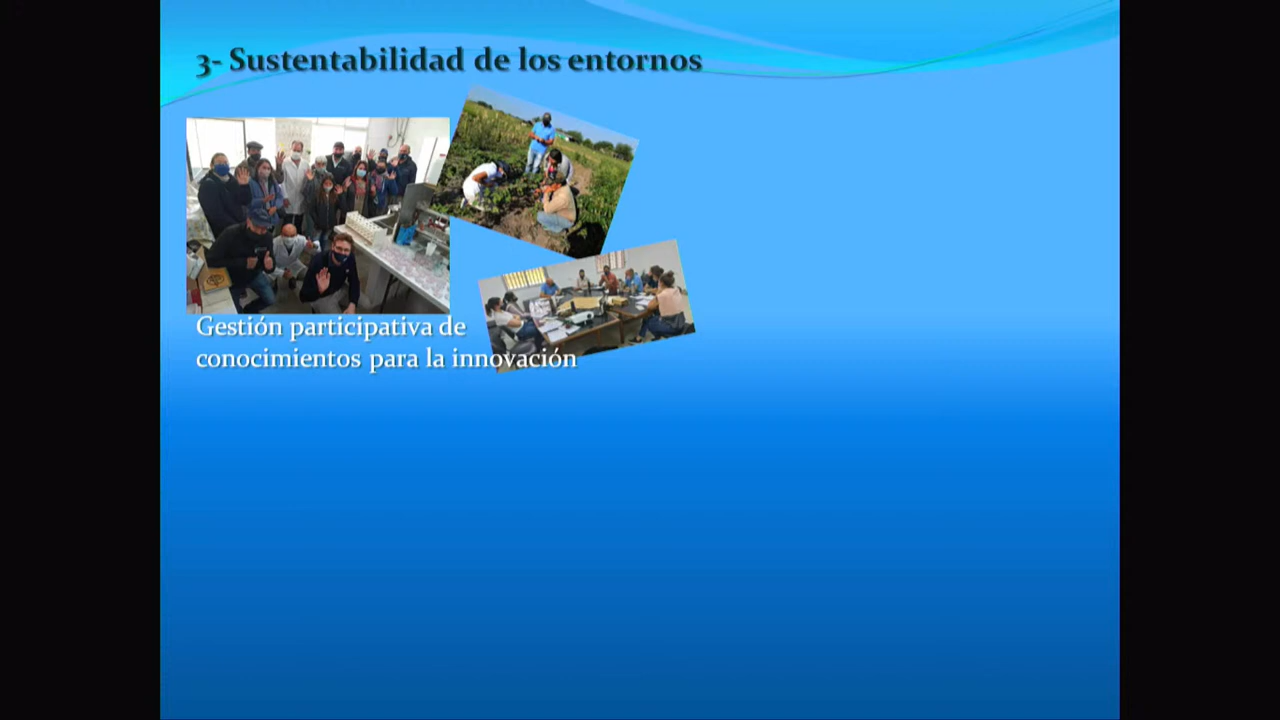 3- Sustentabilidad de los entornos
Gestión participativa de
conocimientos para la innovación